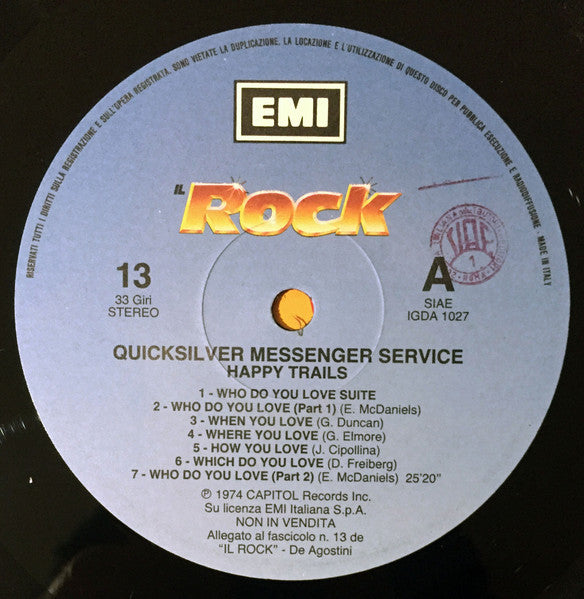 RISERVATI TUTTI I DIRITTI SULLA REGISTRAZIONE E SULL'OPERA REGISTRATA. SONO VIETATE LA DUPLICAZIONE, LA LOCAZIONE E L'UTILIZZAZIONE DI QUESTO DISCO PER PUBBLICA ESECUZIONE E RADIODIFFUSIONE. MADE IN ITALY
EMI
IL Rock
13
33 Giri
STEREO
A
SIAE
IGDA 1027
SIAE
1
QUICKSILVER MESSENGER SERVICE
HAPPY TRAILS
1 - WHO DO YOU LOVE SUITE
2 - WHO DO YOU LOVE (Part 1) (E. McDaniels)
3 - WHEN YOU LOVE (G. Duncan)
4 - WHERE YOU LOVE (G. Elmore)
5 - HOW YOU LOVE (J. Cipollina)
6 - WHICH DO YOU LOVE (D. Freiberg)
7 - WHO DO YOU LOVE (Part 2) (E. McDaniels) 25'20"
℗ 1974 CAPITOL Records Inc.
Su licenza EMI Italiana S.p.A.
NON IN VENDITA
Allegato al fascicolo n. 13 de
"IL ROCK" - De Agostini